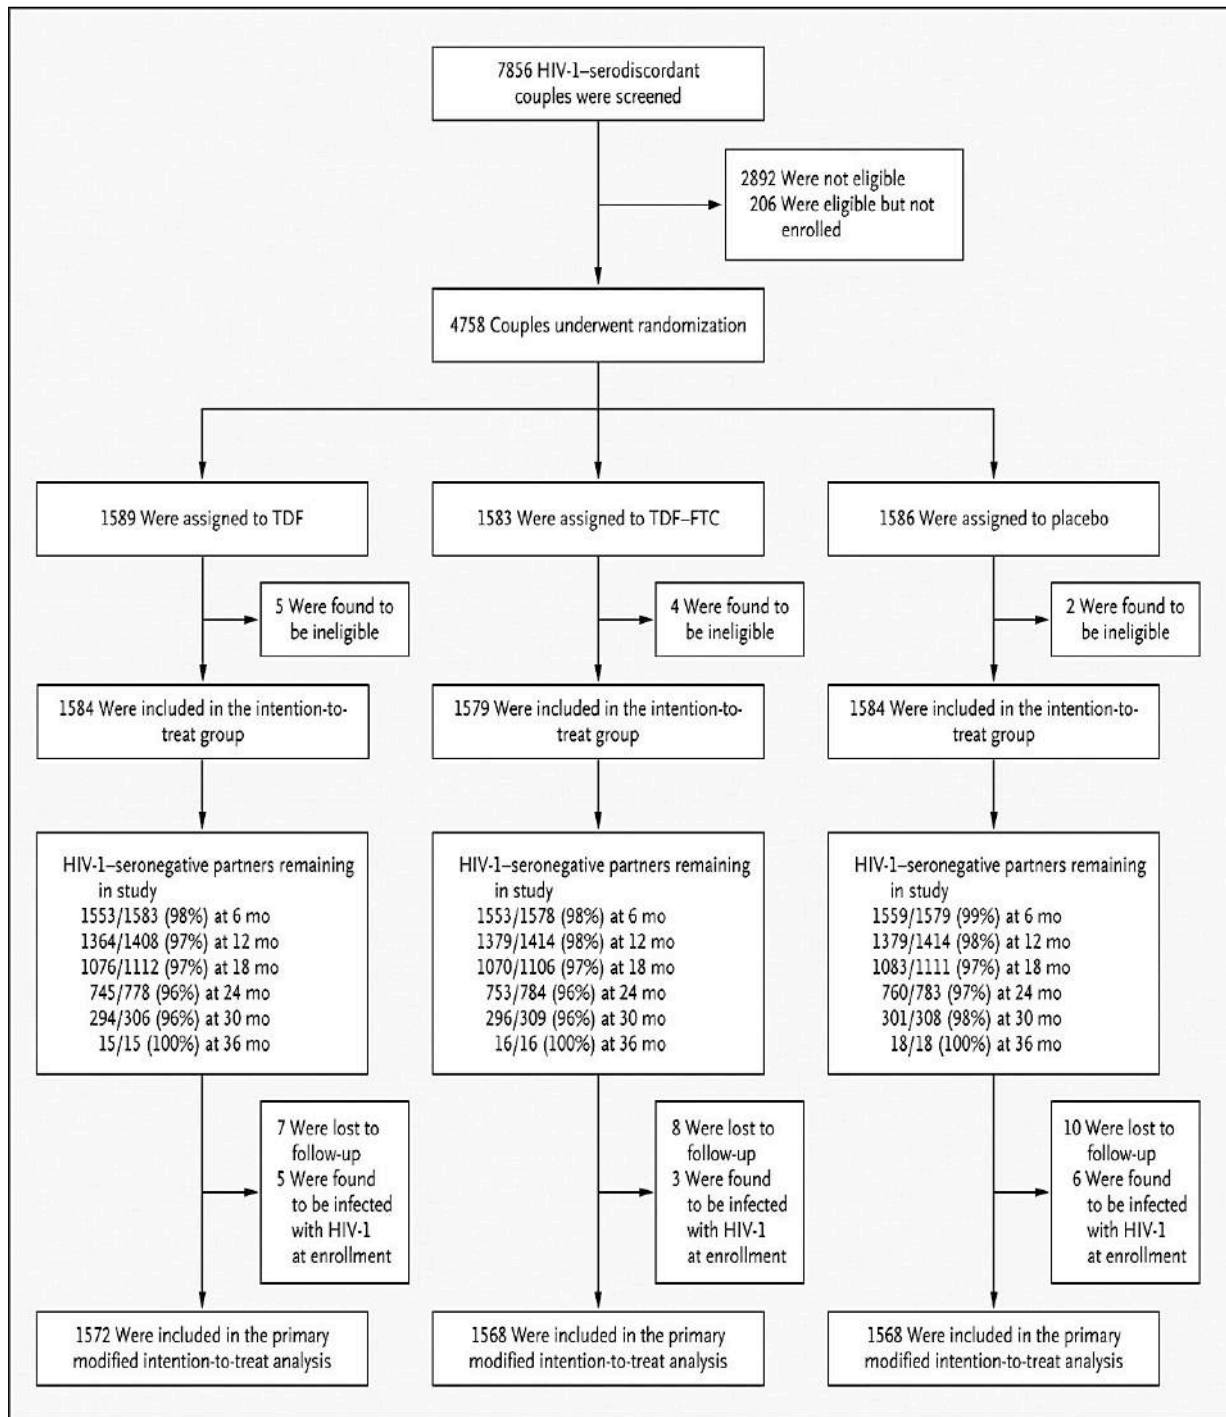 7856 HIV-1–serodiscordant
couples were screened
2892 Were not eligible
206 Were eligible but not
enrolled
4758 Couples underwent randomization
1589 Were assigned to TDF
1583 Were assigned to TDF–FTC
1586 Were assigned to placebo
5 Were found to
be ineligible
4 Were found to
be ineligible
2 Were found to
be ineligible
1584 Were included in the intention-to-
treat group
1579 Were included in the intention-to-
treat group
1584 Were included in the intention-to-
treat group
HIV-1–seronegative partners remaining
in study
1553/1583 (98%) at 6 mo
1364/1408 (97%) at 12 mo
1076/1112 (97%) at 18 mo
745/778 (96%) at 24 mo
294/306 (96%) at 30 mo
15/15 (100%) at 36 mo
HIV-1–seronegative partners remaining
in study
1553/1578 (98%) at 6 mo
1379/1414 (98%) at 12 mo
1070/1106 (97%) at 18 mo
753/784 (96%) at 24 mo
296/309 (96%) at 30 mo
16/16 (100%) at 36 mo
HIV-1–seronegative partners remaining
in study
1559/1579 (99%) at 6 mo
1379/1414 (98%) at 12 mo
1083/1111 (97%) at 18 mo
760/783 (97%) at 24 mo
301/308 (98%) at 30 mo
18/18 (100%) at 36 mo
7 Were lost to
follow-up
5 Were found
to be infected
with HIV-1
at enrollment
8 Were lost to
follow-up
3 Were found
to be infected
with HIV-1
at enrollment
10 Were lost to
follow-up
6 Were found
to be infected
with HIV-1
at enrollment
1572 Were included in the primary
modified intention-to-treat analysis
1568 Were included in the primary
modified intention-to-treat analysis
1568 Were included in the primary
modified intention-to-treat analysis